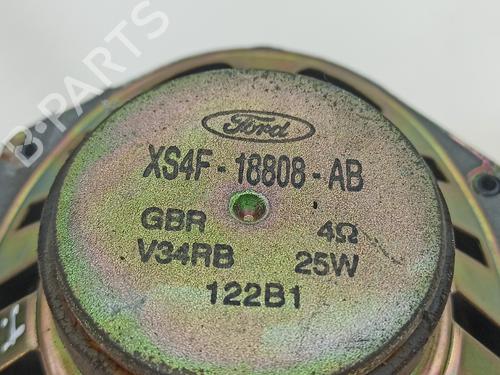 B-PARTS
Ford
XS4F-18808-AB
GBR 4Ω
V34RB 25W
122B1